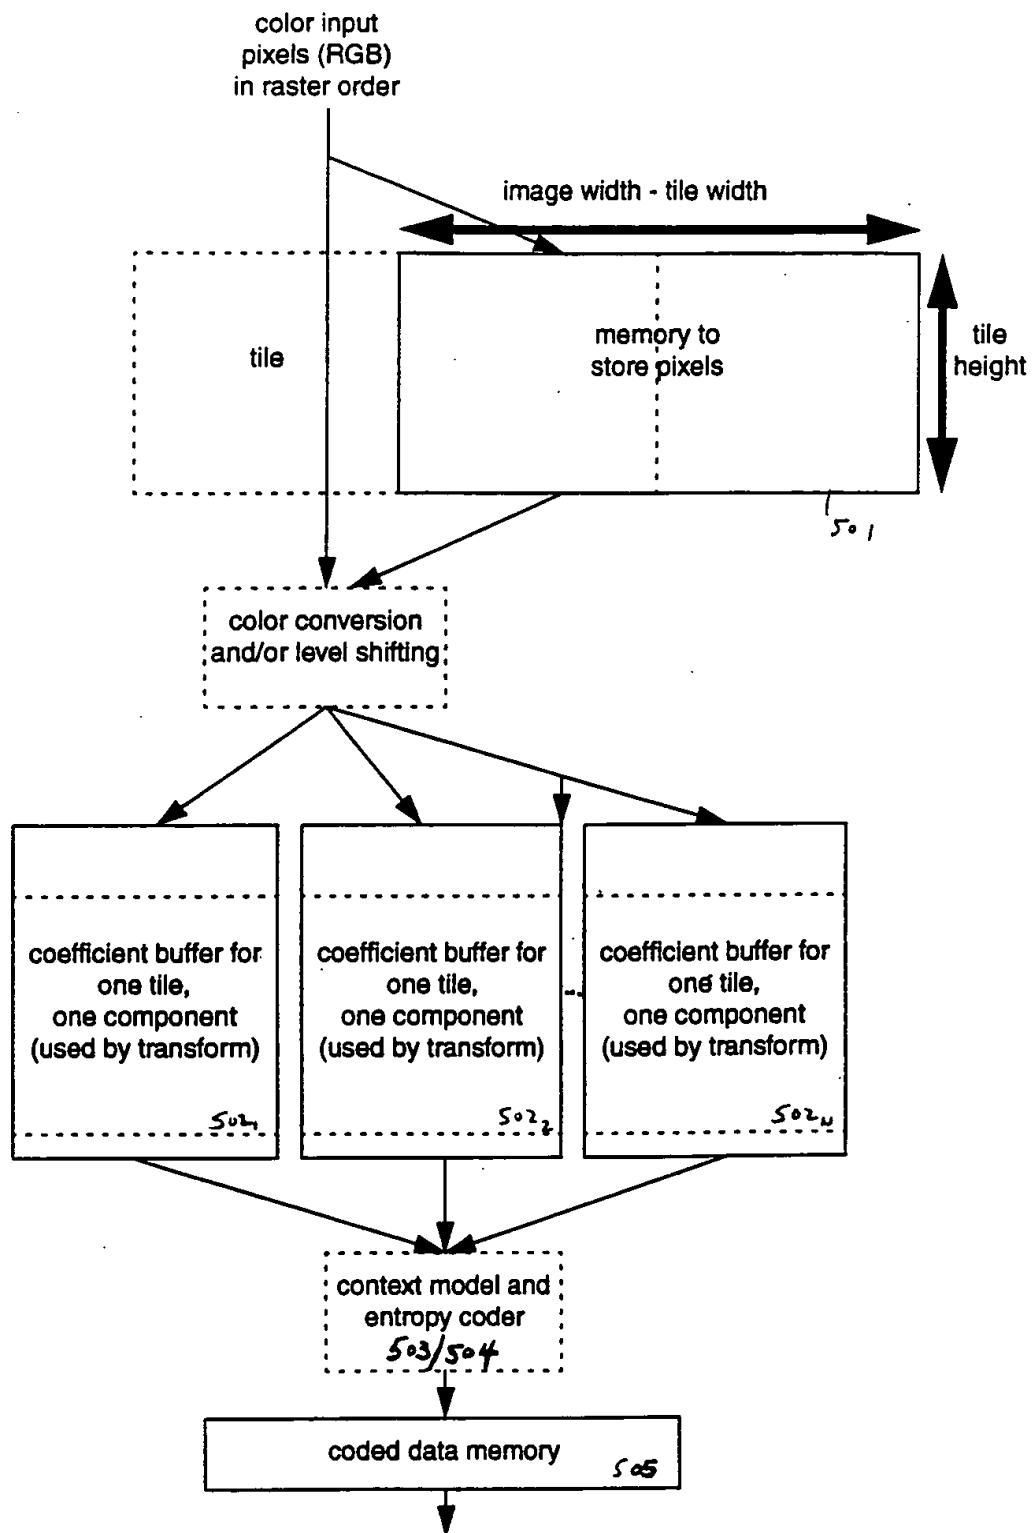 color input
pixels (RGB)
in raster order
image width - tile width
tile
memory to
store pixels
tile
height
501
color conversion
and/or level shifting
coefficient buffer for
one tile,
one component
(used by transform)
502₁
coefficient buffer for
one tile,
one component
(used by transform)
502₂
...
coefficient buffer for
one tile,
one component
(used by transform)
502N
context model and
entropy coder
503/504
coded data memory
505